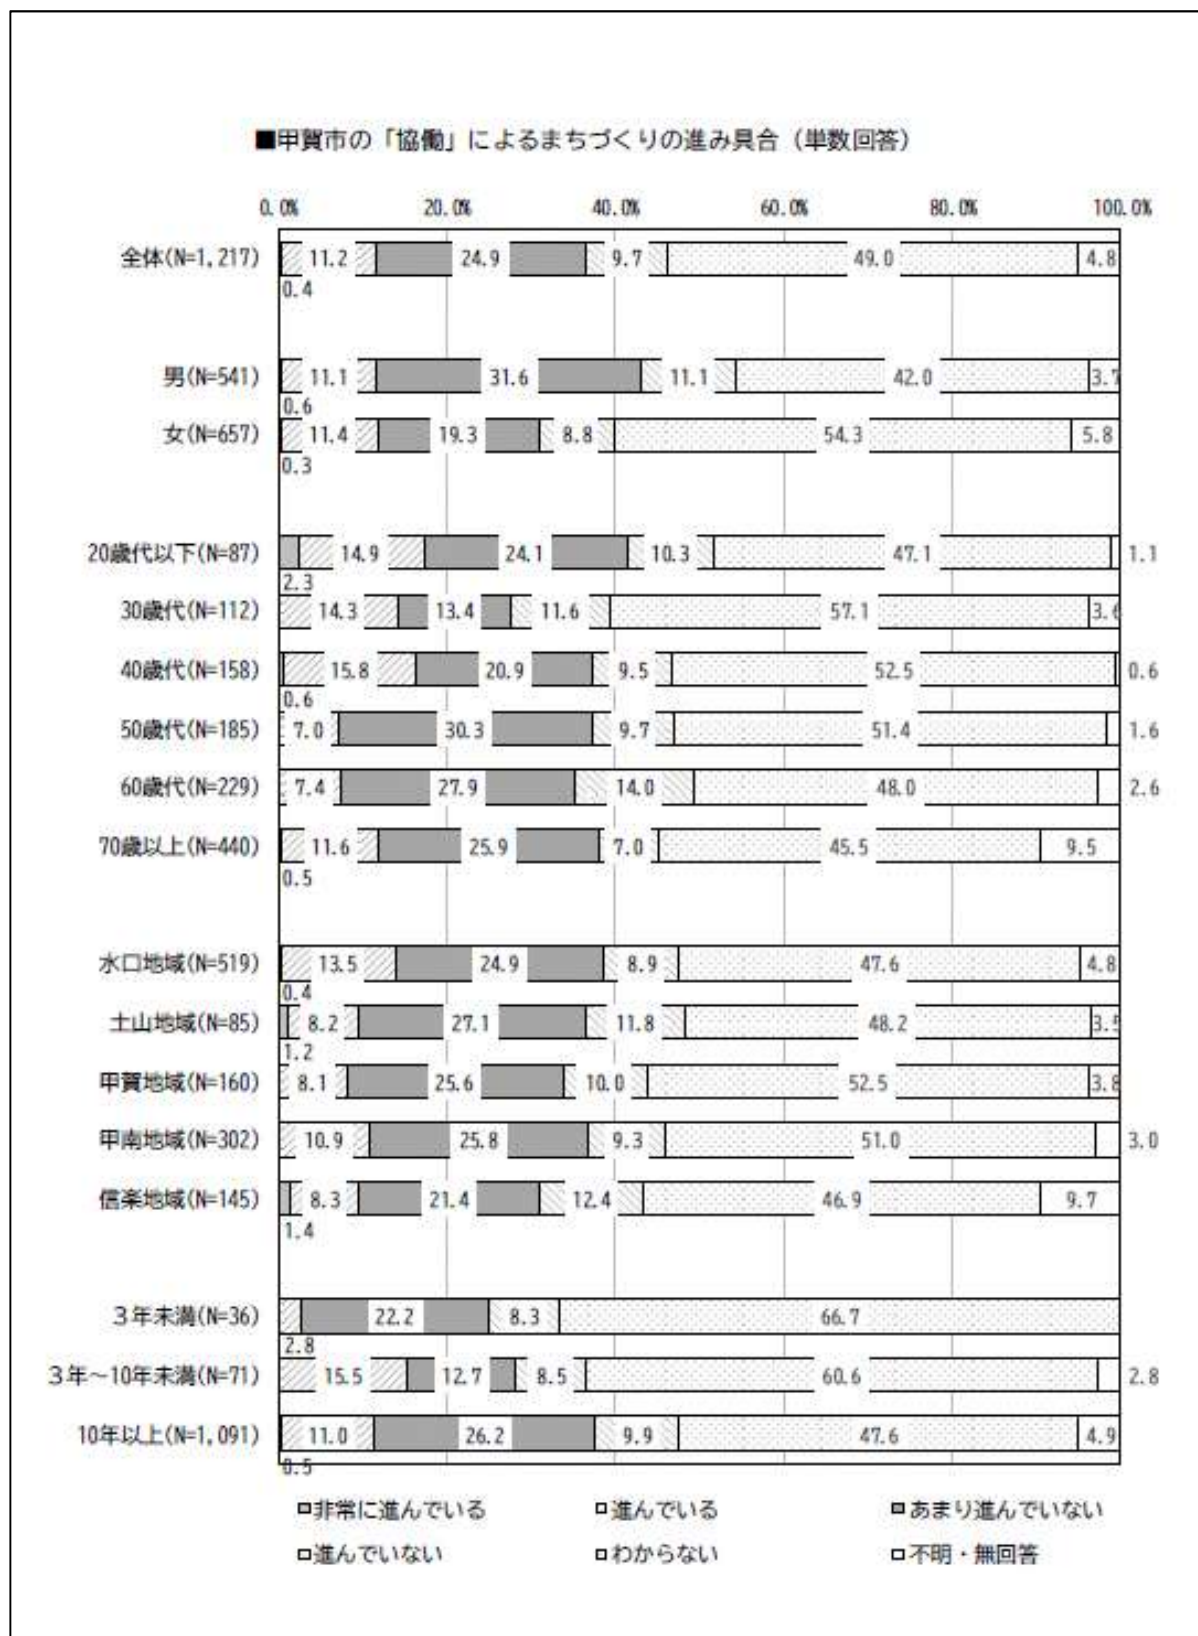 ■甲賀市の「協働」によるまちづくりの進み具合（単数回答）
0.0% 20.0% 40.0% 60.0% 80.0% 100.0%
全体(N=1,217) 11.2 24.9 9.7 49.0 4.8
0.4
男(N=541) 11.1 31.6 11.1 42.0 3.7
0.6
女(N=657) 11.4 19.3 8.8 54.3 5.8
0.3
20歳代以下(N=87) 14.9 24.1 10.3 47.1 1.1
2.3
30歳代(N=112) 14.3 13.4 11.6 57.1 3.6
40歳代(N=158) 15.8 20.9 9.5 52.5 0.6
0.6
50歳代(N=185) 7.0 30.3 9.7 51.4 1.6
60歳代(N=229) 7.4 27.9 14.0 48.0 2.6
70歳以上(N=440) 11.6 25.9 7.0 45.5 9.5
0.5
水口地域(N=519) 13.5 24.9 8.9 47.6 4.8
0.4
土山地域(N=85) 8.2 27.1 11.8 48.2 3.5
1.2
甲賀地域(N=160) 8.1 25.6 10.0 52.5 3.8
甲南地域(N=302) 10.9 25.8 9.3 51.0 3.0
信楽地域(N=145) 8.3 21.4 12.4 46.9 9.7
1.4
３年未満(N=36) 22.2 8.3 66.7
2.8
３年～10年未満(N=71) 15.5 12.7 8.5 60.6 2.8
10年以上(N=1,091) 11.0 26.2 9.9 47.6 4.9
0.5
非常に進んでいる 進んでいる あまり進んでいない
進んでいない わからない 不明・無回答